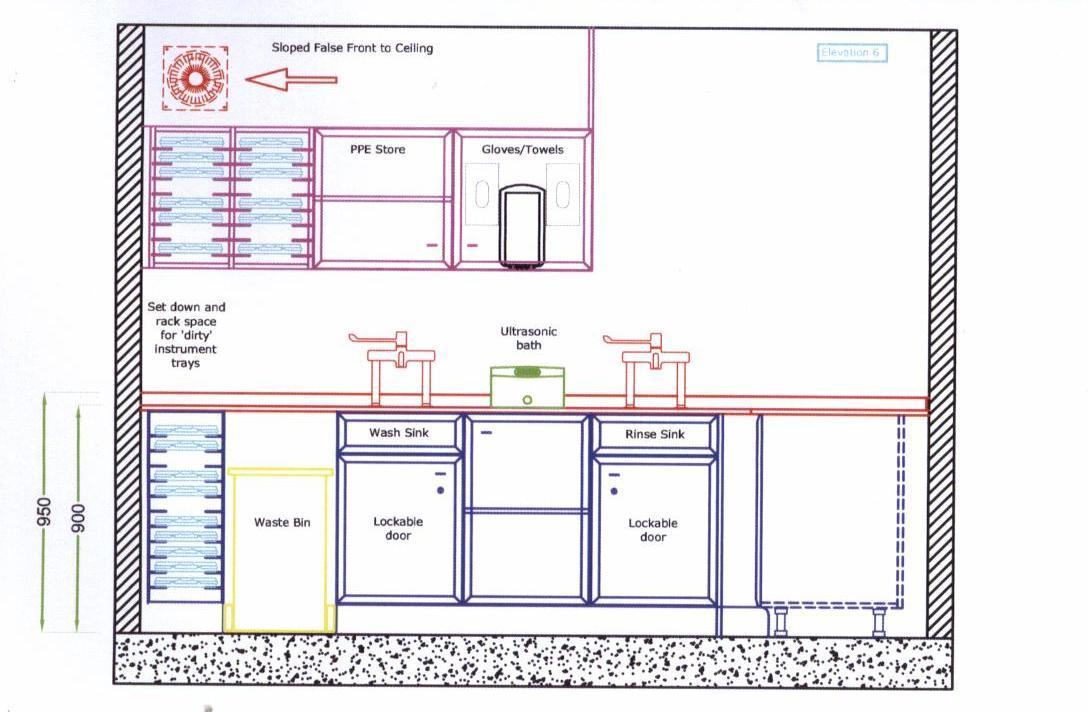 Sloped False Front to Ceiling
Elevation 6
PPE Store
Gloves/Towels
Set down and
rack space
for 'dirty'
instrument
trays
Ultrasonic
bath
Wash Sink
Rinse Sink
Waste Bin
Lockable
door
Lockable
door
950
900